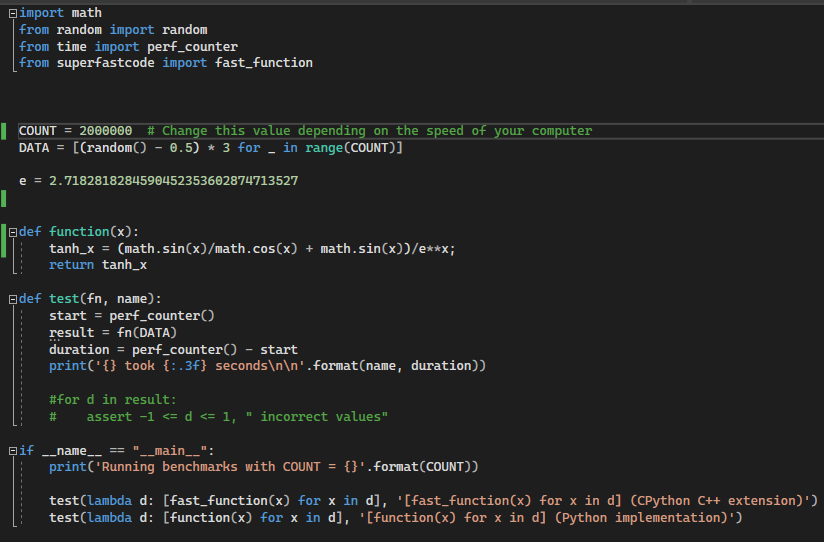 import math
from random import random
from time import perf_counter
from superfastcode import fast_function
COUNT = 2000000  # Change this value depending on the speed of your computer
DATA = [(random() - 0.5) * 3 for _ in range(COUNT)]
e = 2.7182818284590452353602874713527
def function(x):
    tanh_x = (math.sin(x)/math.cos(x) + math.sin(x))/e**x;
    return tanh_x
def test(fn, name):
    start = perf_counter()
    result = fn(DATA)
    duration = perf_counter() - start
    print('{} took {:.3f} seconds\n\n'.format(name, duration))
    #for d in result:
    #    assert -1 <= d <= 1, " incorrect values"
if __name__ == "__main__":
    print('Running benchmarks with COUNT = {}'.format(COUNT))
    test(lambda d: [fast_function(x) for x in d], '[fast_function(x) for x in d] (CPython C++ extension)')
    test(lambda d: [function(x) for x in d], '[function(x) for x in d] (Python implementation)')